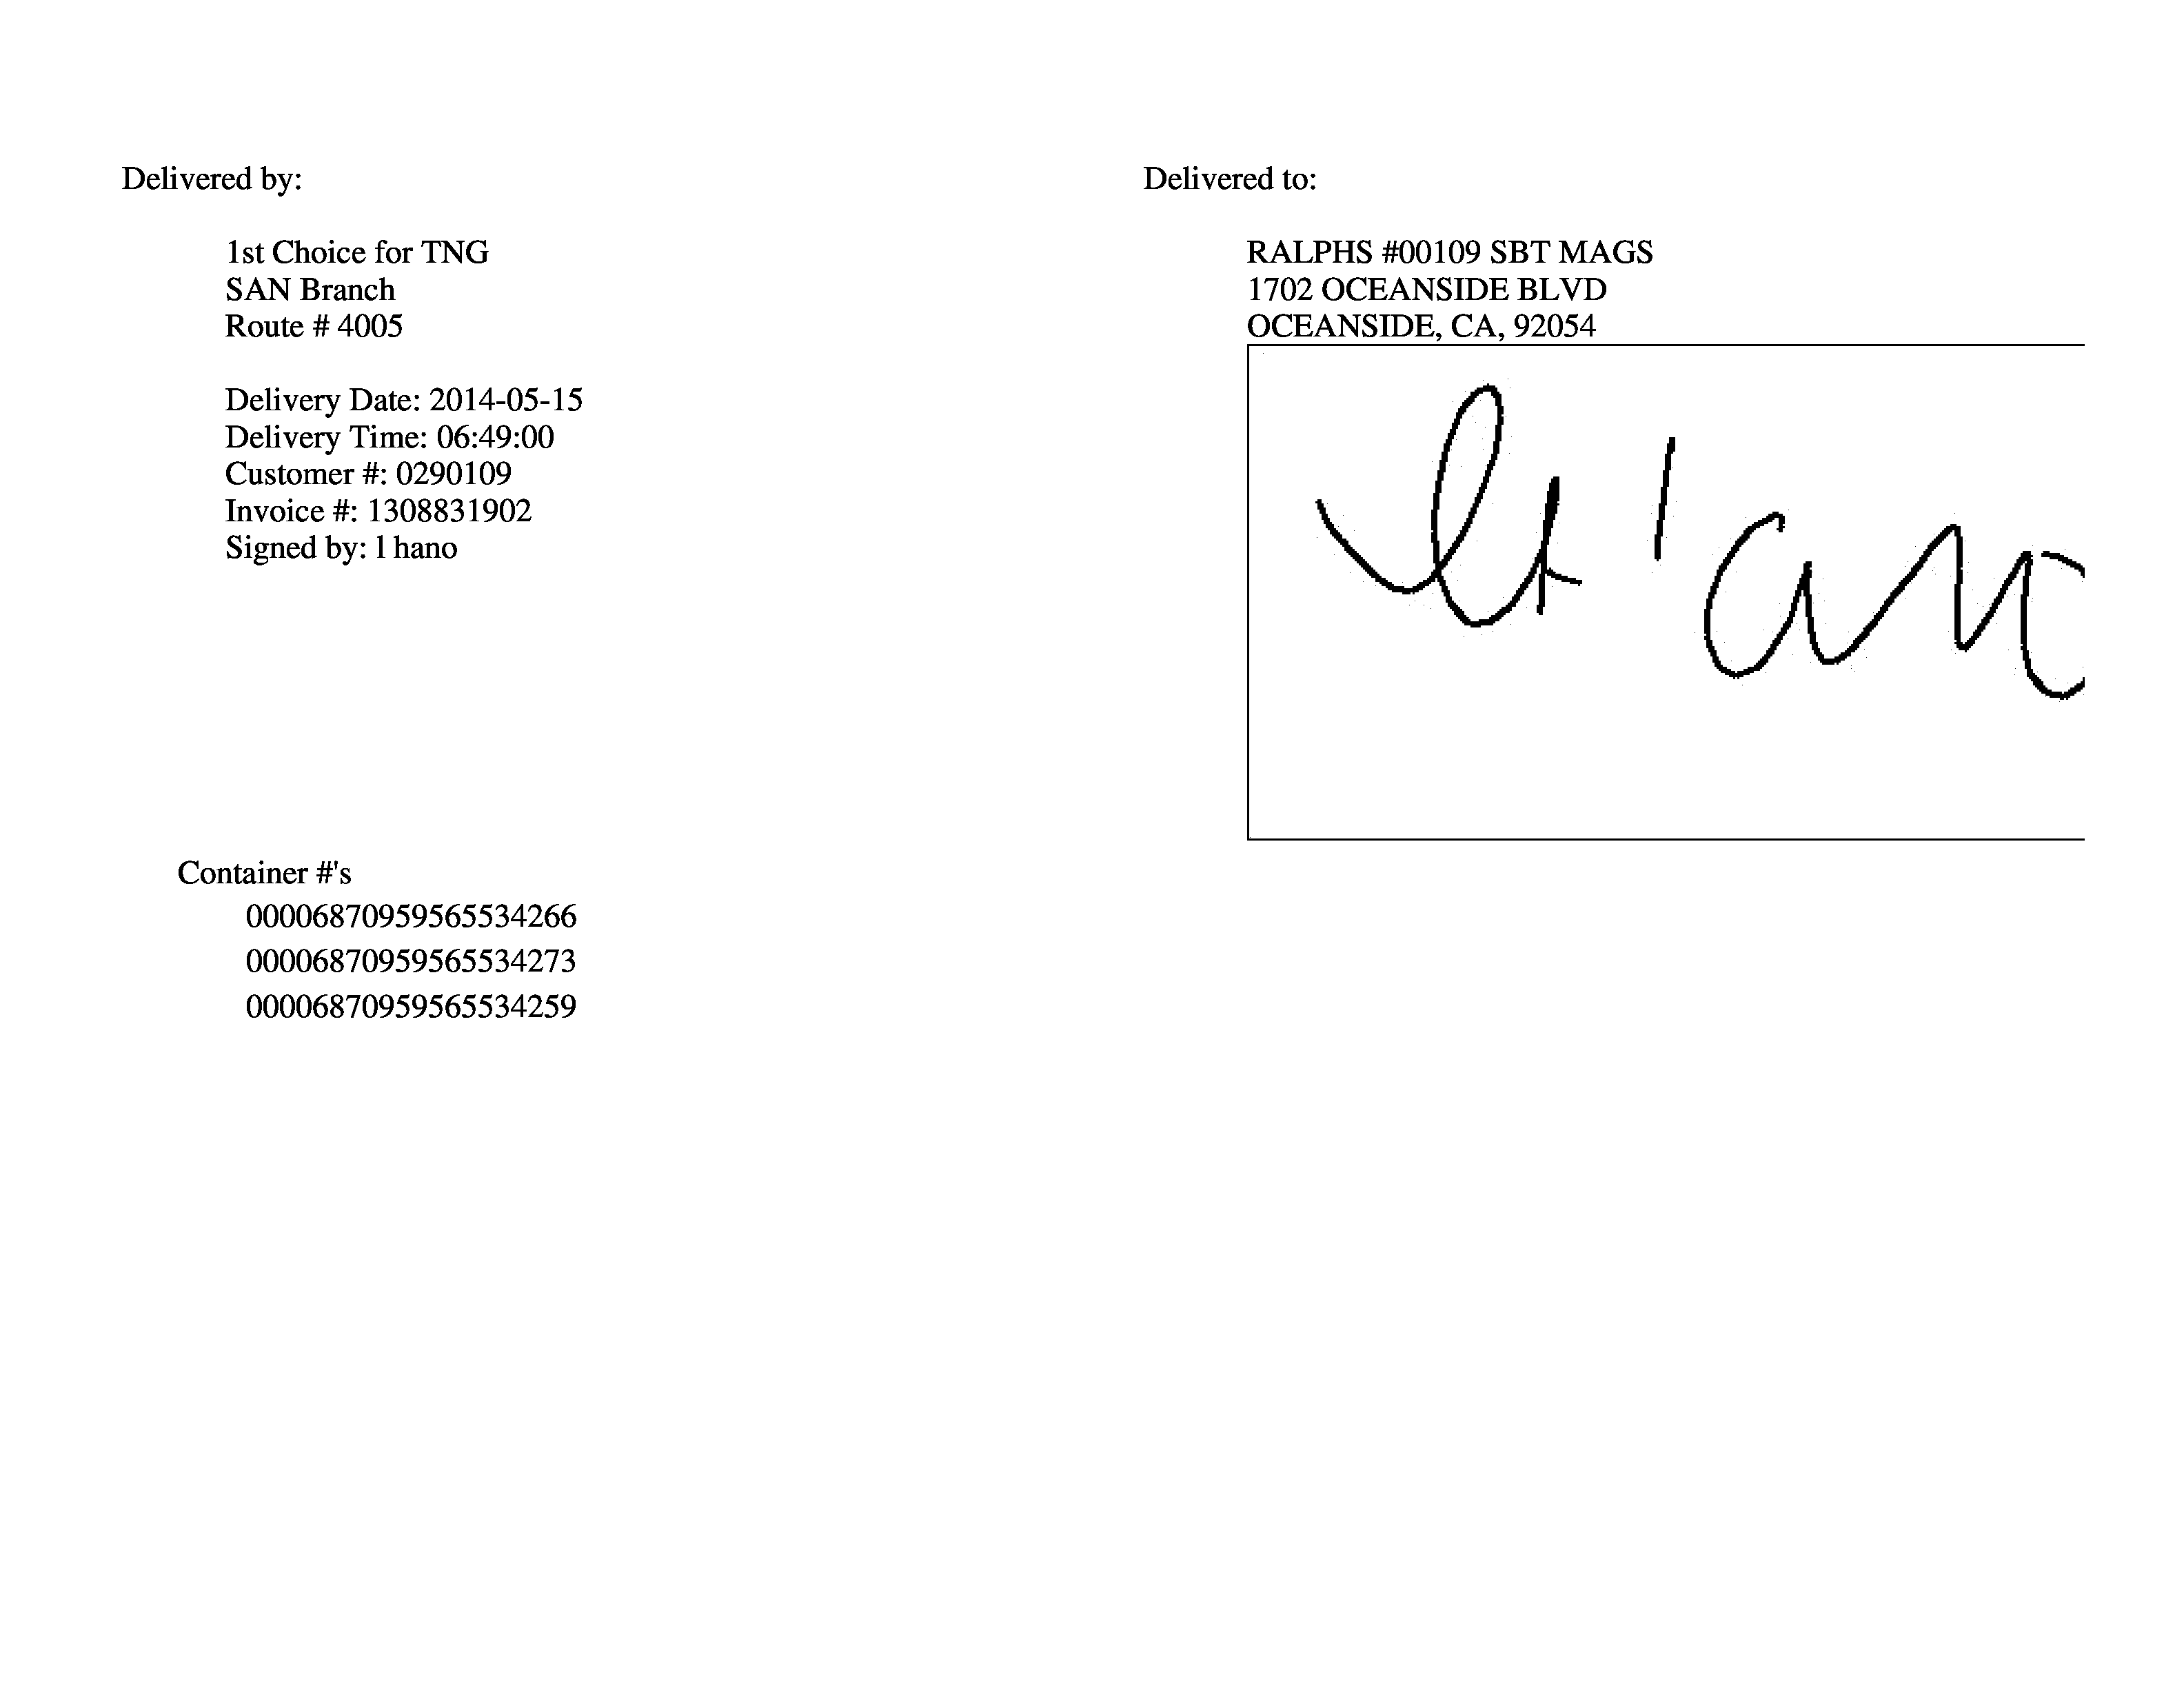 Delivered by:
1st Choice for TNG
SAN Branch
Route # 4005
Delivery Date: 2014-05-15
Delivery Time: 06:49:00
Customer #: 0290109
Invoice #: 1308831902
Signed by: l hano
Delivered to:
RALPHS #00109 SBT MAGS
1702 OCEANSIDE BLVD
OCEANSIDE, CA, 92054
Container #'s
00006870959565534266
00006870959565534273
00006870959565534259